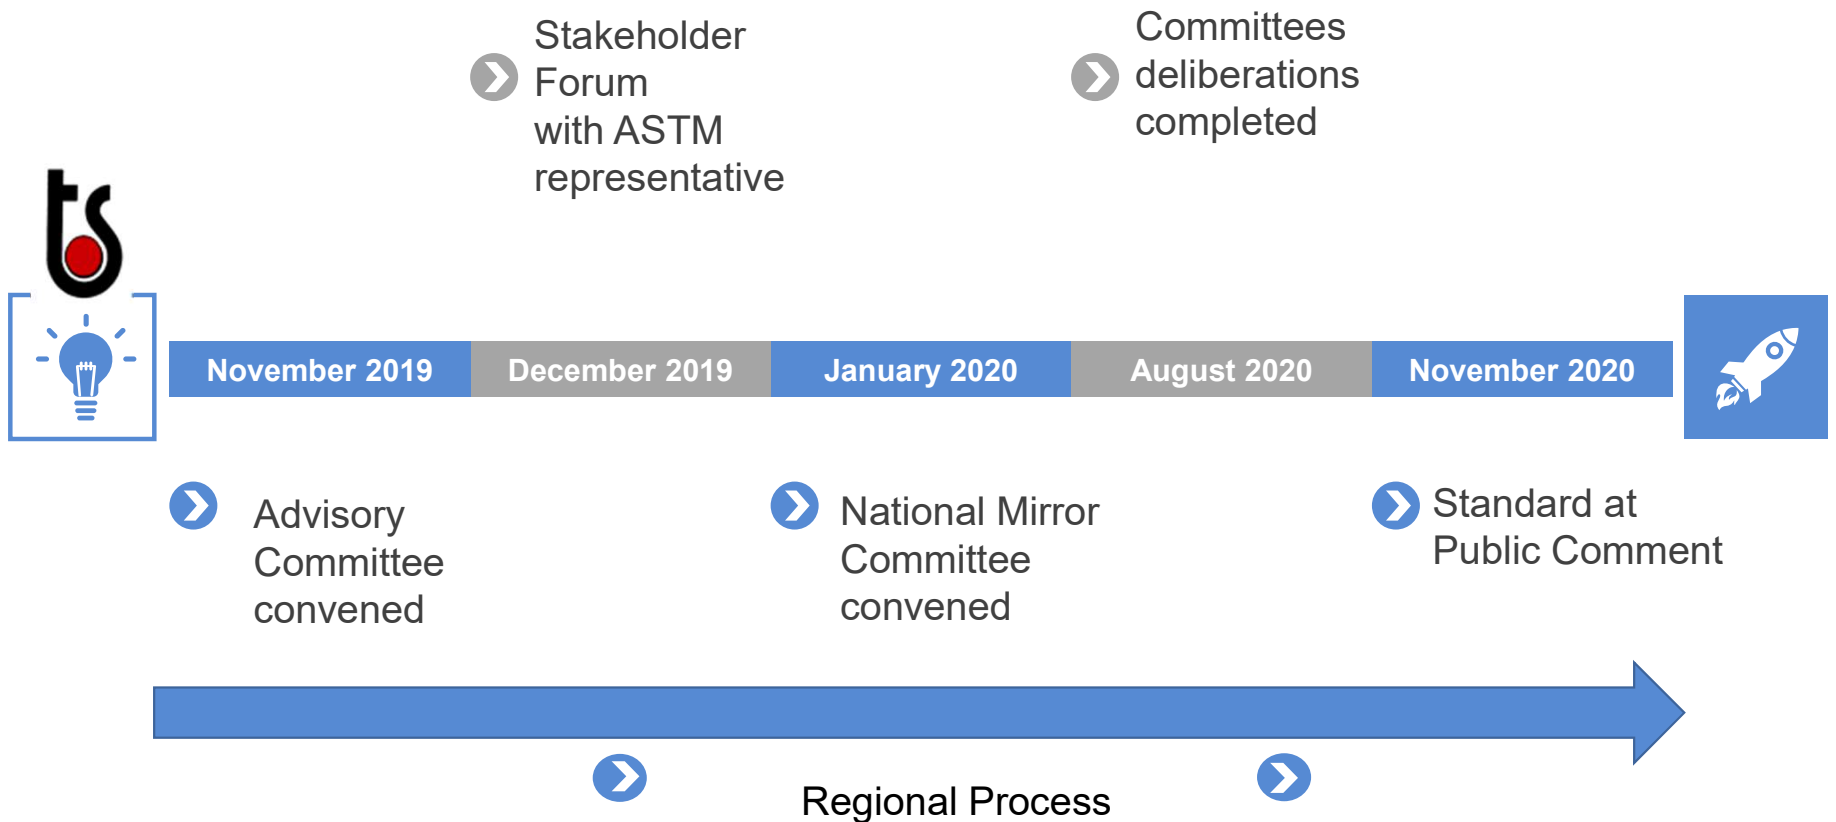 Stakeholder
Forum
with ASTM
representative
Committees
deliberations
completed
ts
November 2019
December 2019
January 2020
August 2020
November 2020
Advisory
Committee
convened
National Mirror
Committee
convened
Standard at
Public Comment
Regional Process